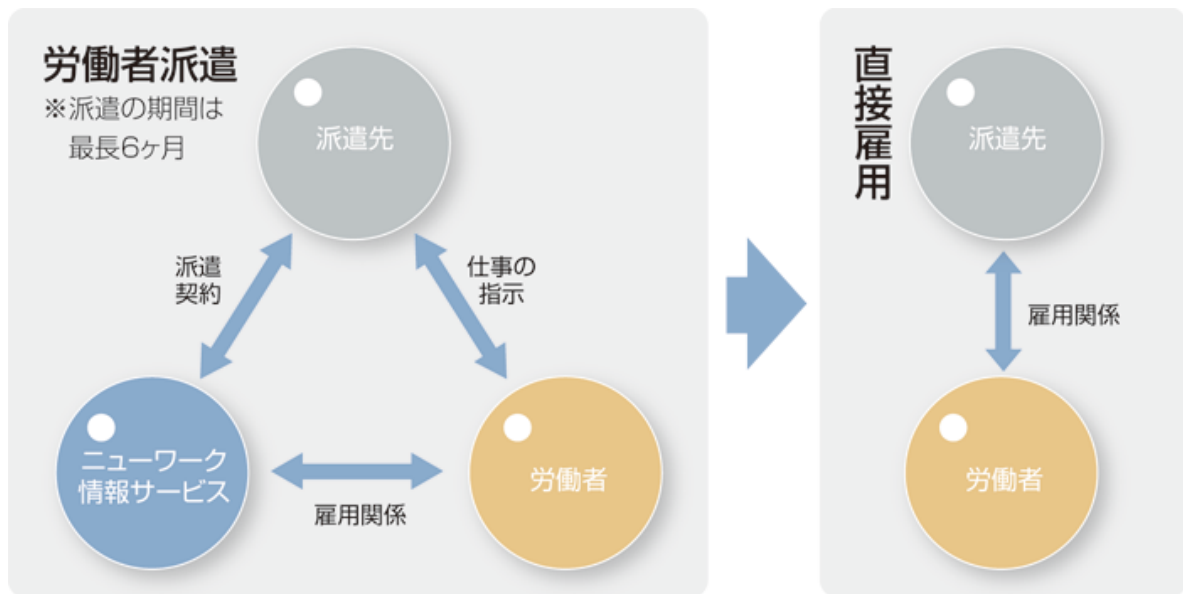 労働者派遣
※派遣の期間は
最長6ヶ月
派遣先
派遣
契約
仕事の
指示
ニューワーク
情報サービス
雇用関係
労働者
直接雇用
派遣先
雇用関係
労働者